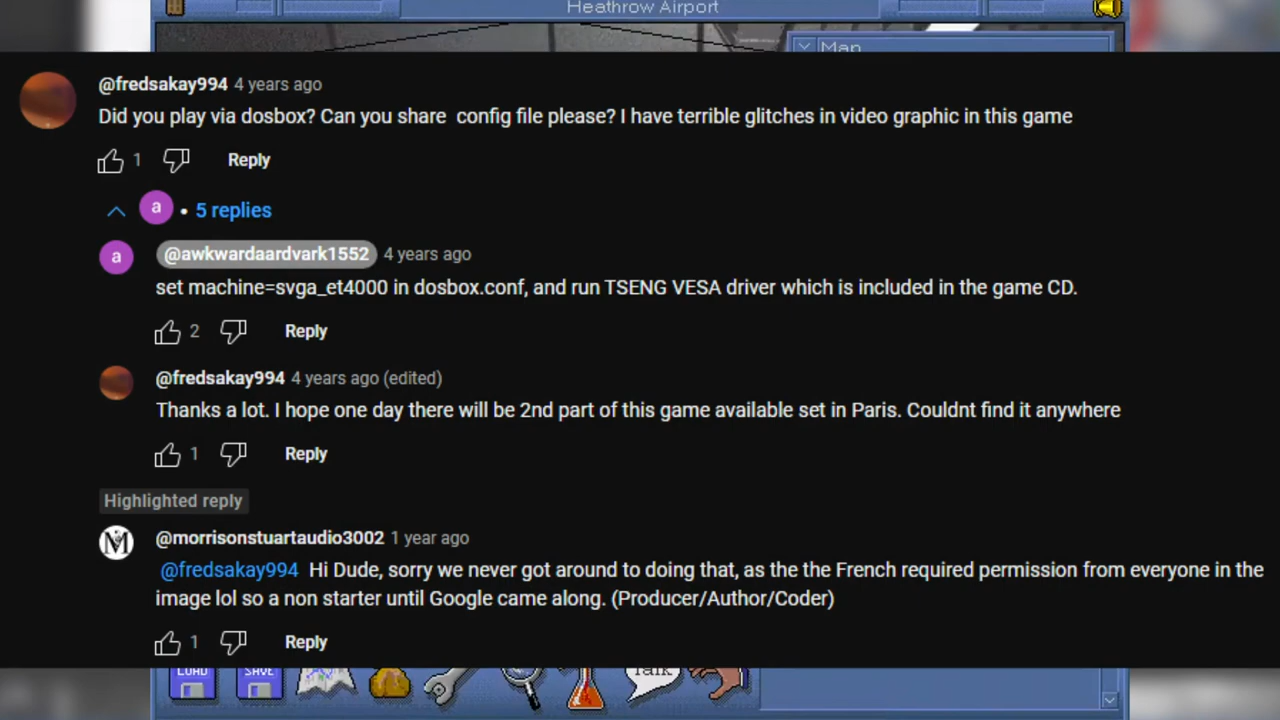 Heathrow Airport
Map
@fredsakay994 4 years ago
Did you play via dosbox? Can you share config file please? I have terrible glitches in video graphic in this game
1 Reply
a • 5 replies
a @awkwardaardvark1552 4 years ago
set machine=svga_et4000 in dosbox.conf, and run TSENG VESA driver which is included in the game CD.
2 Reply
@fredsakay994 4 years ago (edited)
Thanks a lot. I hope one day there will be 2nd part of this game available set in Paris. Couldnt find it anywhere
1 Reply
Highlighted reply
M @morrisonstuartaudio3002 1 year ago
@fredsakay994 Hi Dude, sorry we never got around to doing that, as the the French required permission from everyone in the
image lol so a non starter until Google came along. (Producer/Author/Coder)
1 Reply
LOAD SAVE Talk